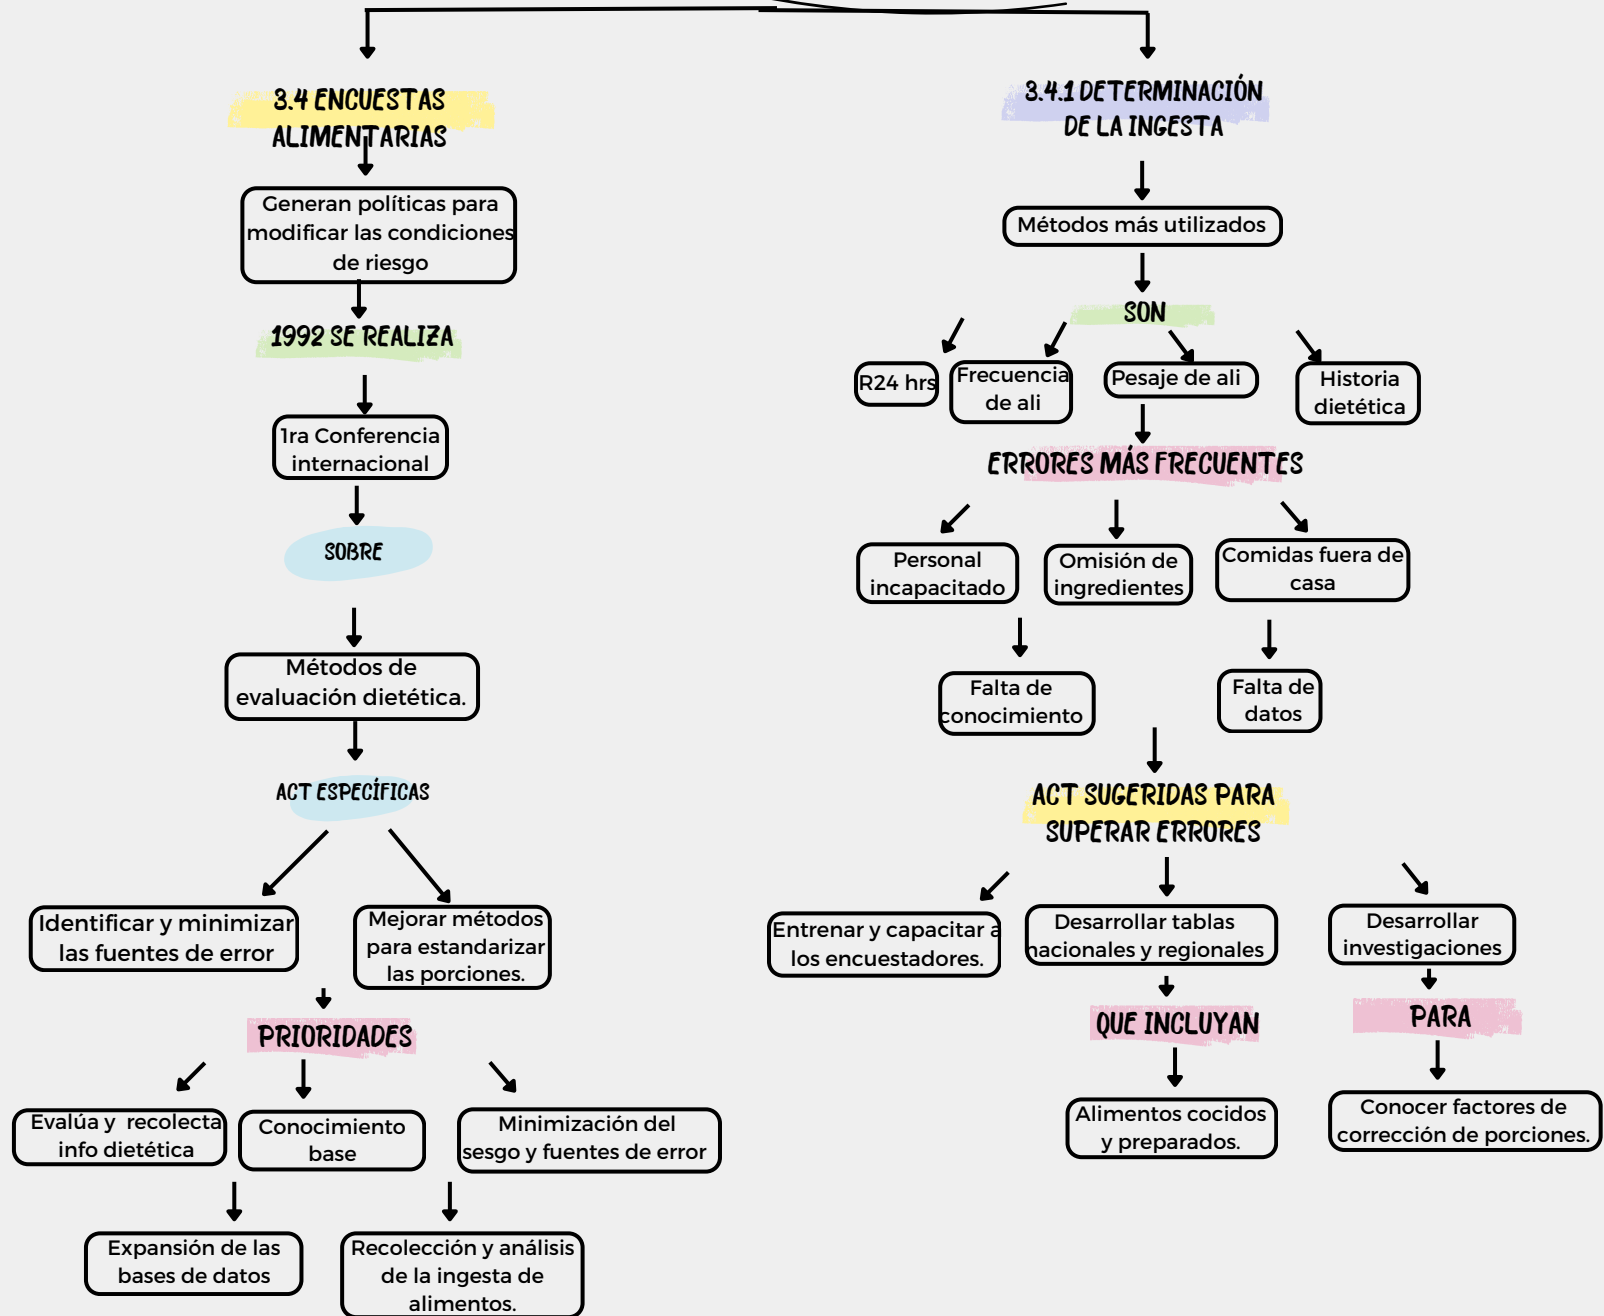 3.4 ENCUESTAS
ALIMENTARIAS
Generan políticas para
modificar las condiciones
de riesgo
1992 SE REALIZA
1ra Conferencia
internacional
SOBRE
Métodos de
evaluación dietética.
ACT ESPECÍFICAS
Identificar y minimizar
las fuentes de error
Mejorar métodos
para estandarizar
las porciones.
PRIORIDADES
Evalúa y recolecta
info dietética
Conocimiento
base
Minimización del
sesgo y fuentes de error
Expansión de las
bases de datos
Recolección y análisis
de la ingesta de
alimentos.
3.4.1 DETERMINACIÓN
DE LA INGESTA
Métodos más utilizados
SON
R24 hrs
Frecuencia
de ali
Pesaje de ali
Historia
dietética
ERRORES MÁS FRECUENTES
Personal
incapacitado
Omisión de
ingredientes
Comidas fuera de
casa
Falta de
conocimiento
Falta de
datos
ACT SUGERIDAS PARA
SUPERAR ERRORES
Entrenar y capacitar a
los encuestadores.
Desarrollar tablas
nacionales y regionales
Desarrollar
investigaciones
QUE INCLUYAN
PARA
Alimentos cocidos
y preparados.
Conocer factores de
corrección de porciones.